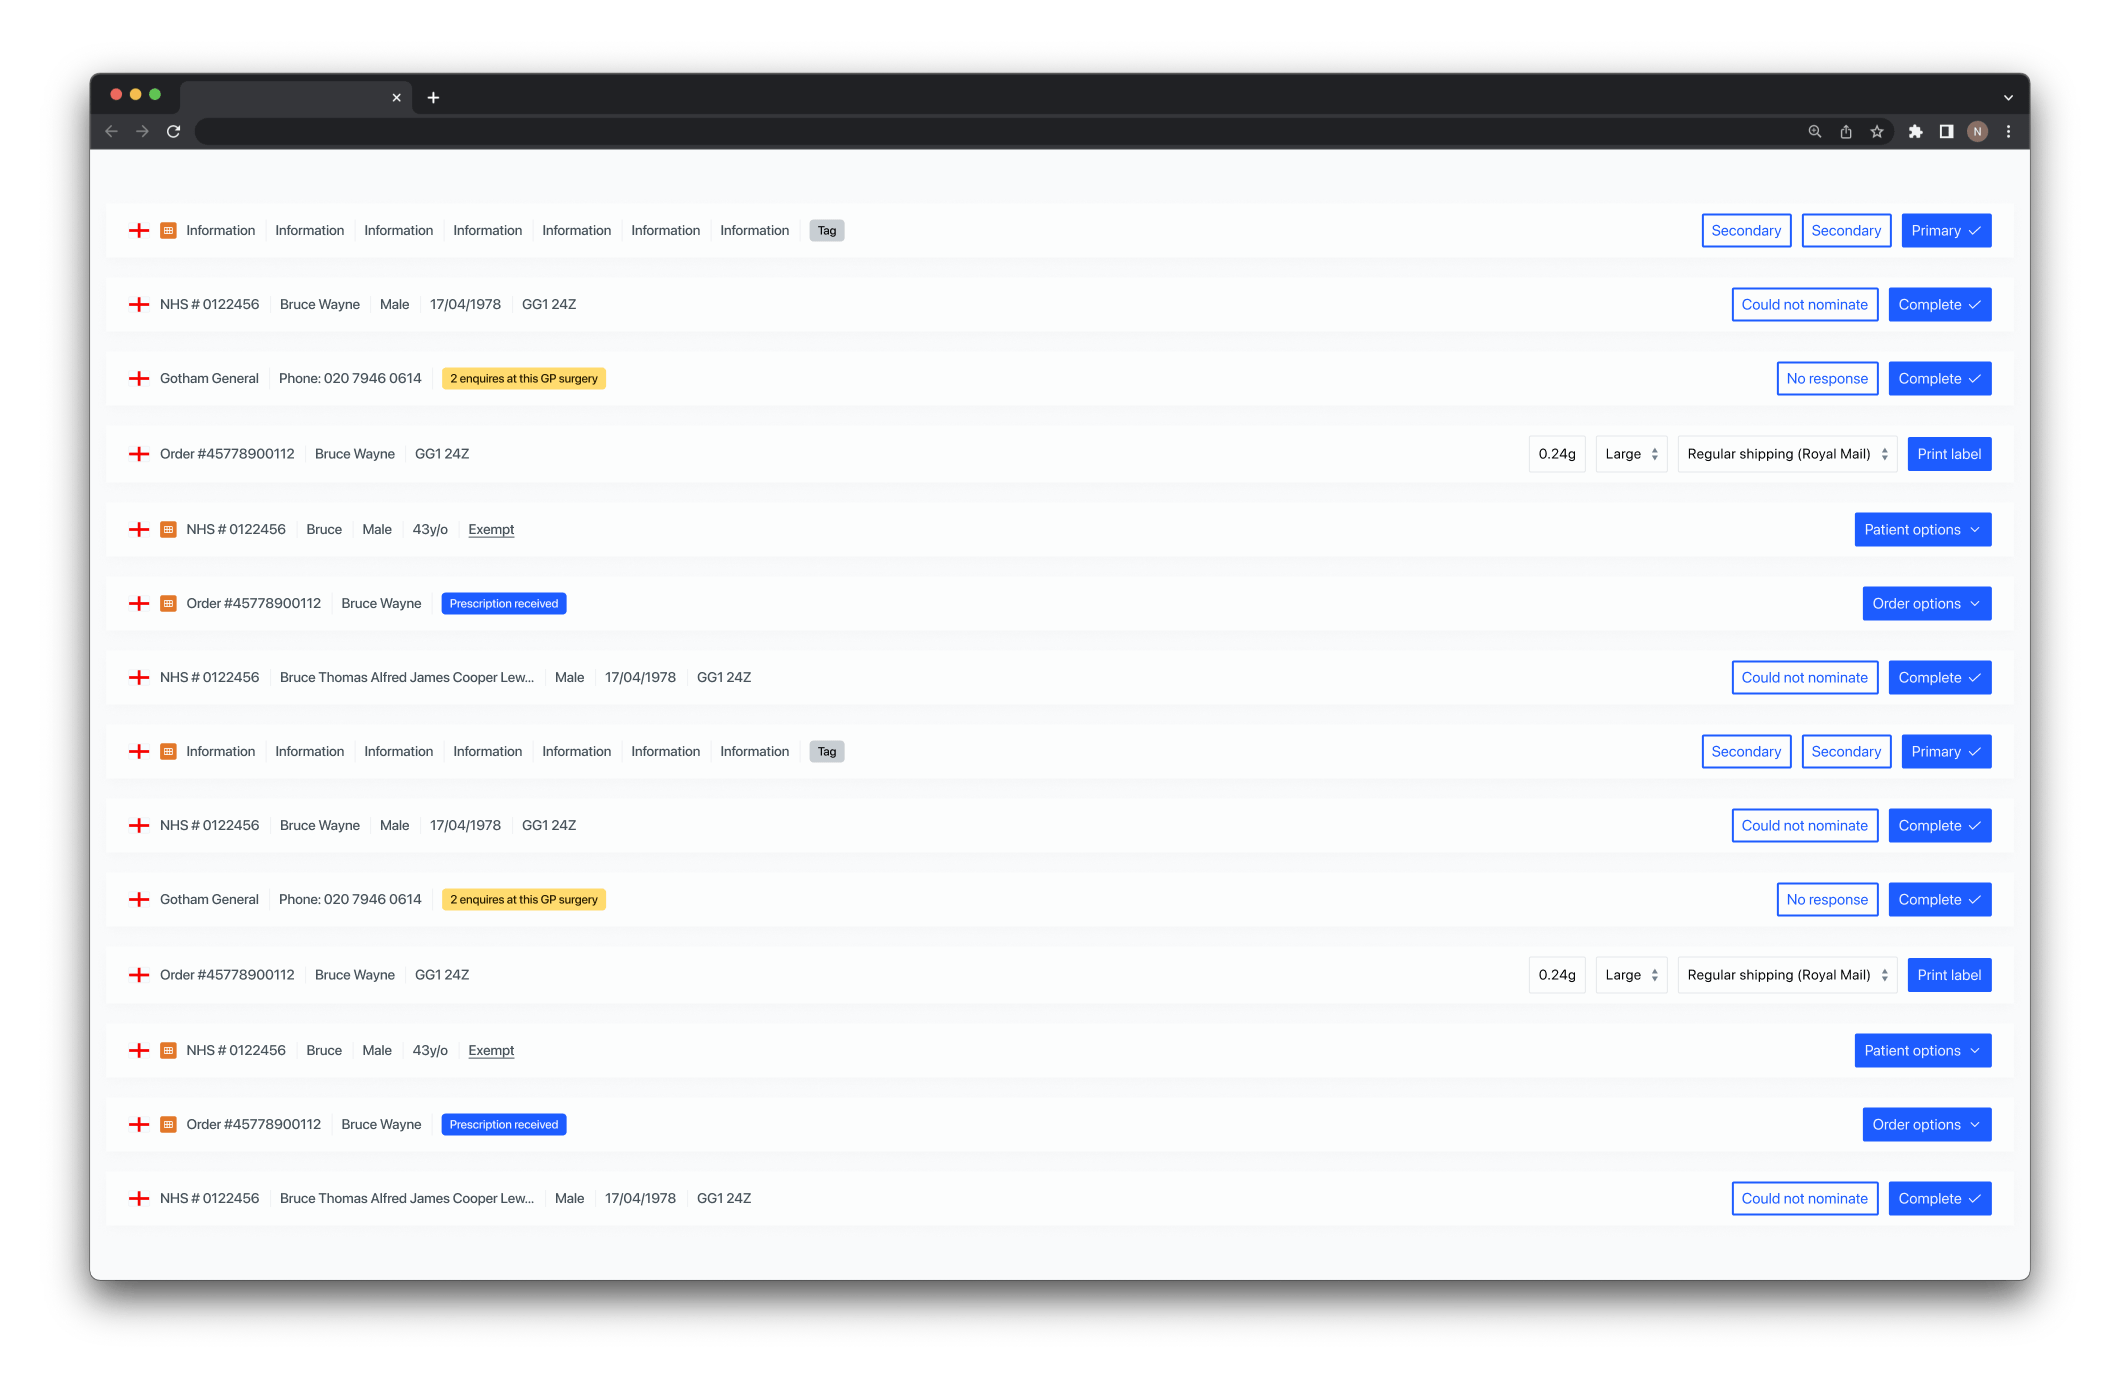 N
Information Information Information Information Information Information Information Tag Secondary Secondary Primary
NHS # 0122456 Bruce Wayne Male 17/04/1978 GG1 24Z Could not nominate Complete
Gotham General Phone: 020 7946 0614 2 enquires at this GP surgery No response Complete
Order #45778900112 Bruce Wayne GG1 24Z 0.24g Large Regular shipping (Royal Mail) Print label
NHS # 0122456 Bruce Male 43y/o Exempt Patient options
Order #45778900112 Bruce Wayne Prescription received Order options
NHS # 0122456 Bruce Thomas Alfred James Cooper Lew... Male 17/04/1978 GG1 24Z Could not nominate Complete
Information Information Information Information Information Information Information Tag Secondary Secondary Primary
NHS # 0122456 Bruce Wayne Male 17/04/1978 GG1 24Z Could not nominate Complete
Gotham General Phone: 020 7946 0614 2 enquires at this GP surgery No response Complete
Order #45778900112 Bruce Wayne GG1 24Z 0.24g Large Regular shipping (Royal Mail) Print label
NHS # 0122456 Bruce Male 43y/o Exempt Patient options
Order #45778900112 Bruce Wayne Prescription received Order options
NHS # 0122456 Bruce Thomas Alfred James Cooper Lew... Male 17/04/1978 GG1 24Z Could not nominate Complete